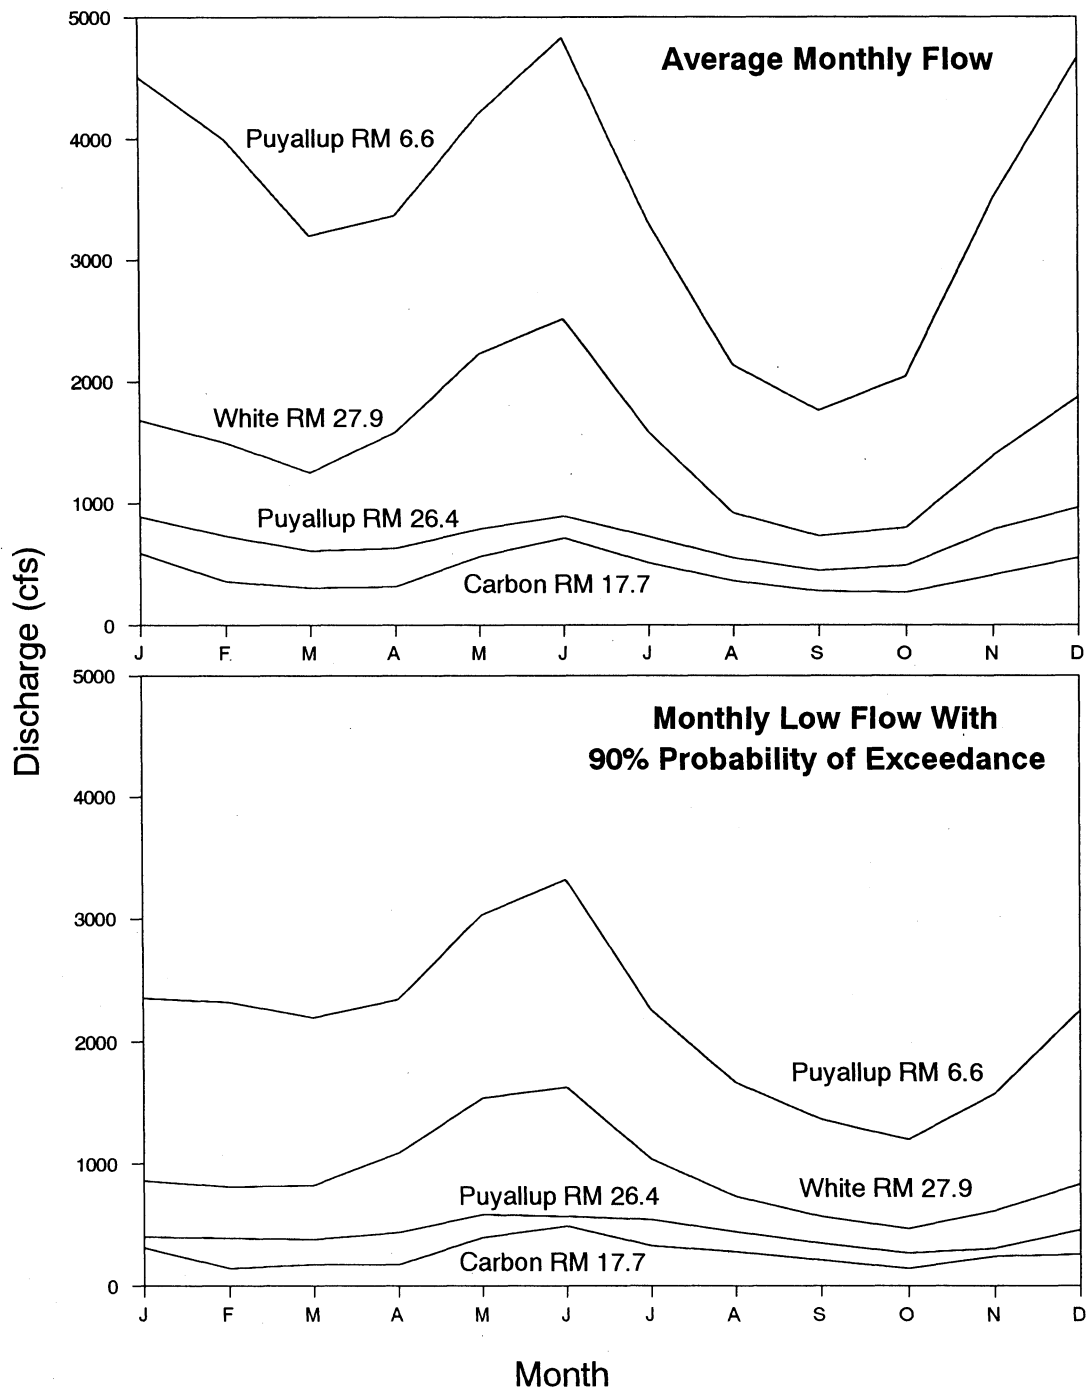 Average Monthly Flow
5000
4000
3000
2000
1000
0
Puyallup RM 6.6
White RM 27.9
Puyallup RM 26.4
Carbon RM 17.7
J F M A M J J A S O N D
Discharge (cfs)
Monthly Low Flow With
90% Probability of Exceedance
5000
4000
3000
2000
1000
0
Puyallup RM 6.6
White RM 27.9
Puyallup RM 26.4
Carbon RM 17.7
J F M A M J J A S O N D
Month